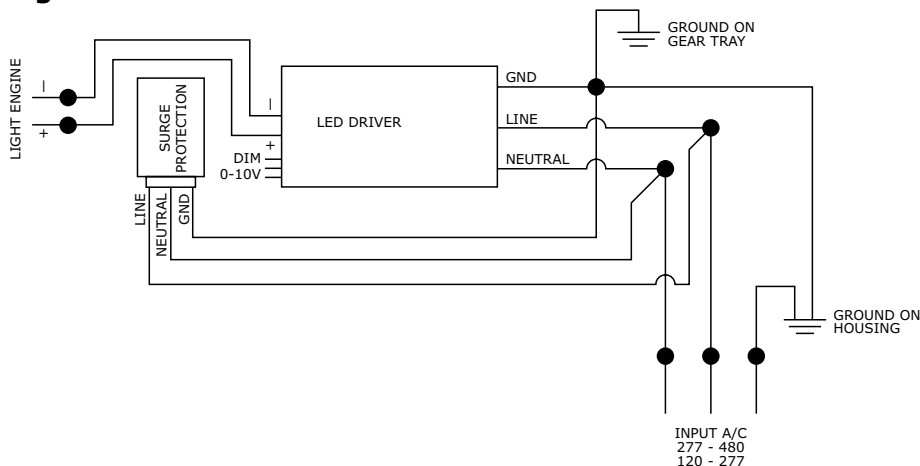 GROUND ON
GEAR TRAY
GND
LINE
NEUTRAL
LED DRIVER
–
+
DIM
0-10V
SURGE
PROTECTION
LINE
NEUTRAL
GND
LIGHT ENGINE
–
+
GROUND ON
HOUSING
INPUT A/C
277 - 480
120 - 277